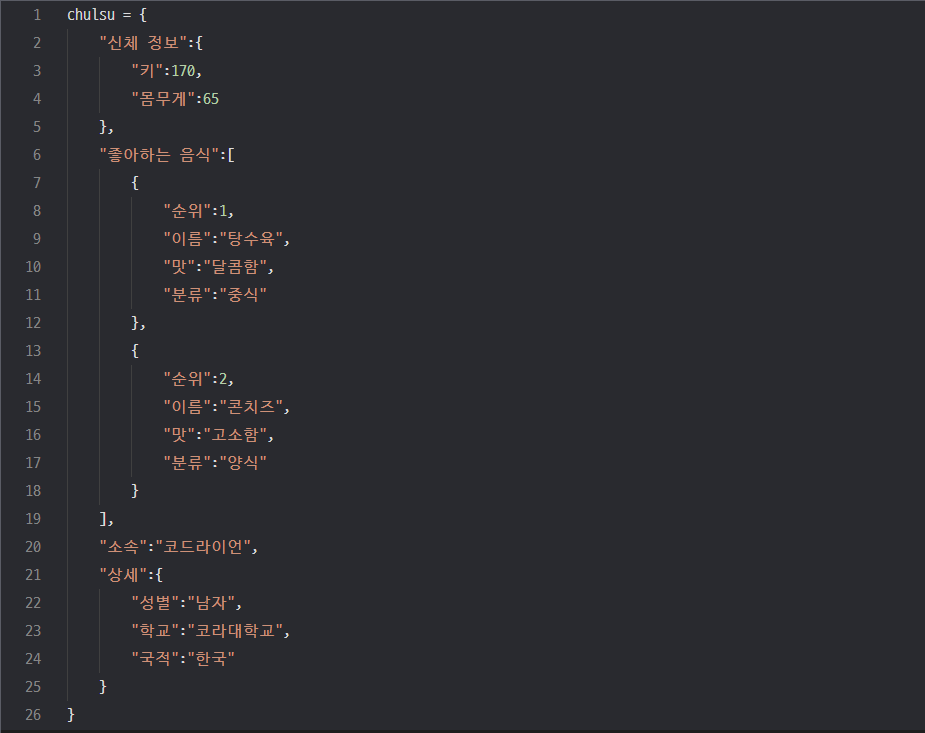 1 chulsu = {
2 "신체 정보":{
3 "키":170,
4 "몸무게":65
5 },
6 "좋아하는 음식":[
7 {
8 "순위":1,
9 "이름":"탕수육",
10 "맛":"달콤함",
11 "분류":"중식"
12 },
13 {
14 "순위":2,
15 "이름":"콘치즈",
16 "맛":"고소함",
17 "분류":"양식"
18 }
19 ],
20 "소속":"코드라이언",
21 "상세":{
22 "성별":"남자",
23 "학교":"코라대학교",
24 "국적":"한국"
25 }
26 }